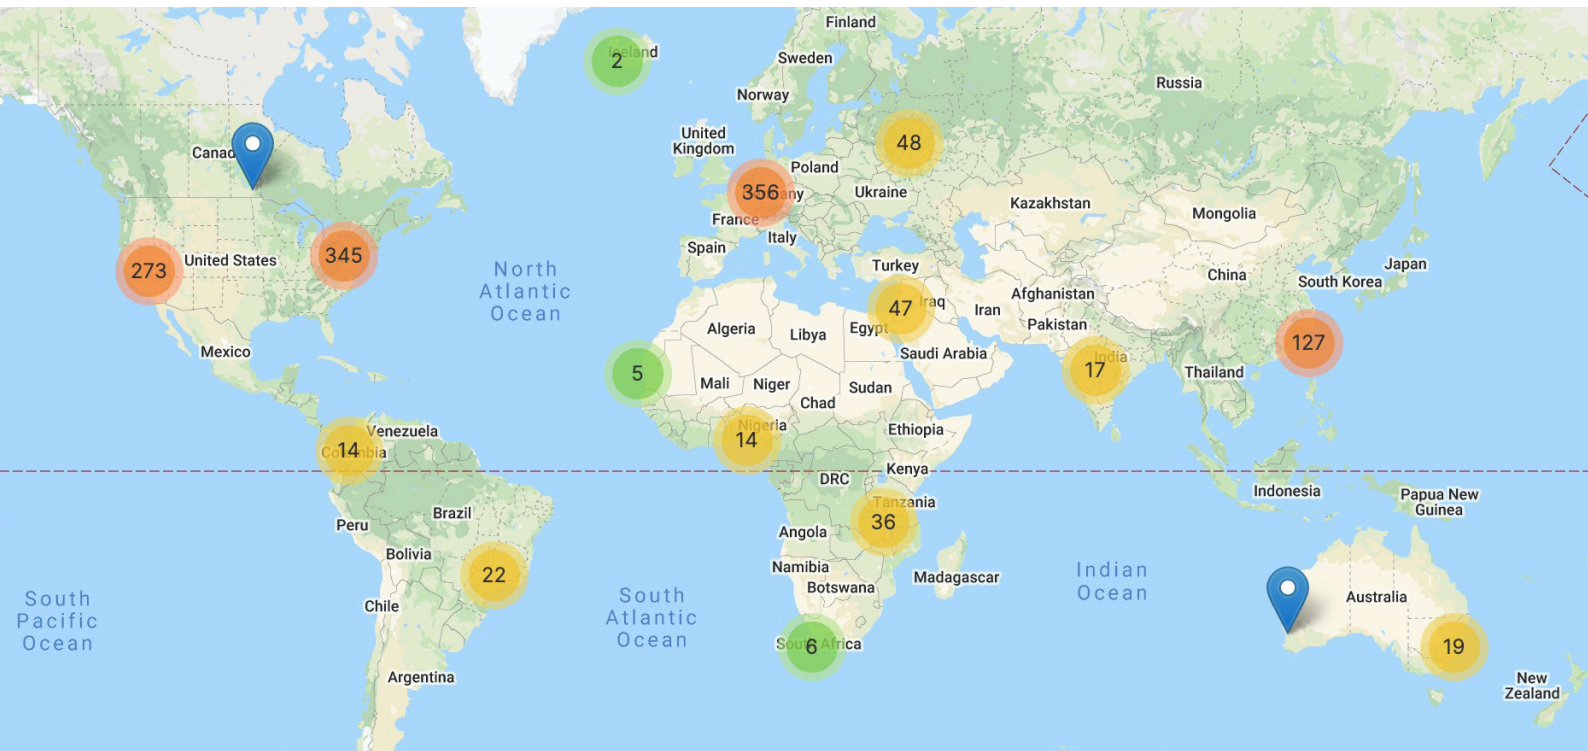 Finland
Iceland
2
Sweden
Russia
Norway
United
Kingdom
48
Canad
Poland
356
any
Ukraine
Kazakhstan
Mongolia
France
Italy
Spain
273
United States
345
North
Atlantic
Ocean
Turkey
China
Japan
South Korea
Afghanistan
Iraq
Iran
47
Algeria
Libya
Egypt
Pakistan
127
Mexico
Saudi Arabia
India
17
Thailand
5
Mali
Niger
Sudan
Chad
Nigeria
14
Venezuela
Ethiopia
14
Colombia
Kenya
DRC
Indonesia
Papua New
Guinea
Tanzania
36
Brazil
Peru
Angola
Bolivia
22
Namibia
Botswana
Madagascar
Indian
Ocean
South
Pacific
Ocean
Chile
South
Atlantic
Ocean
Australia
South Africa
6
19
Argentina
New
Zealand